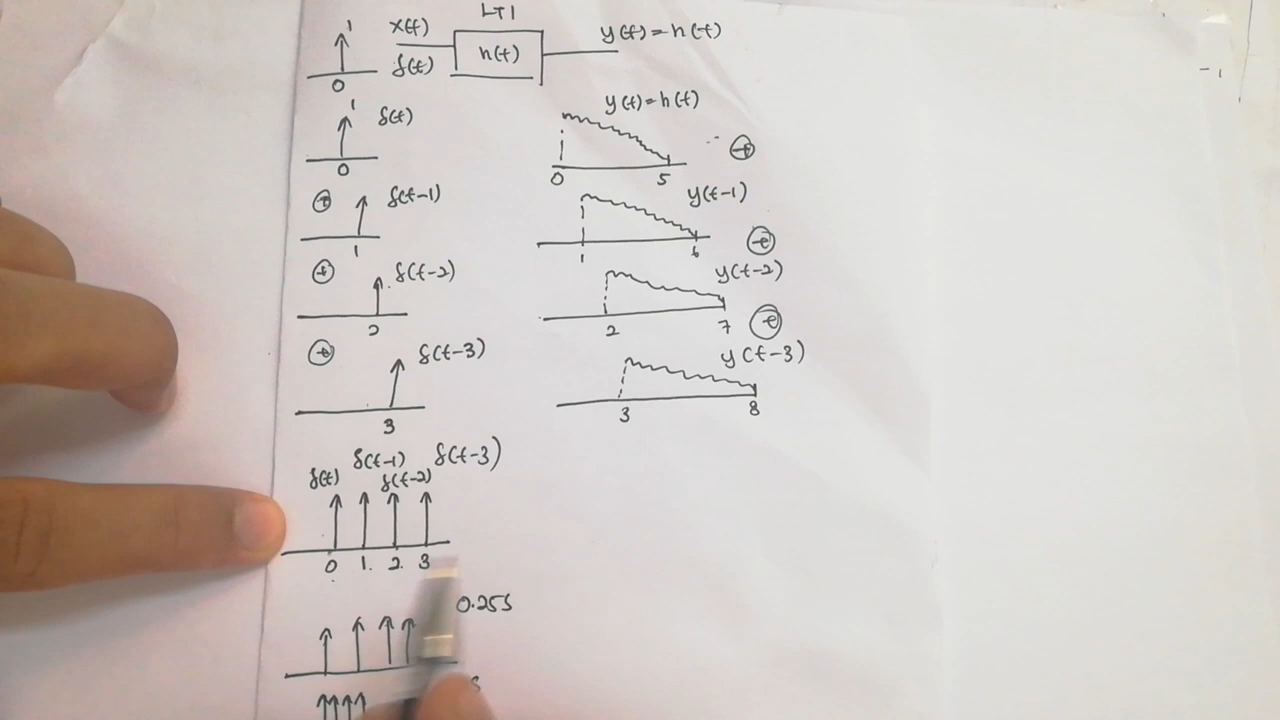 LTI
1 x(t) h(t) y(t)=h(t)
δ(t)
0
1 δ(t) y(t)=h(t)
0 0 5 +
+ δ(t-1) y(t-1)
1 1 6 +
+ δ(t-2) y(t-2)
2 2 7 +
+ δ(t-3) y(t-3)
3 3 8
δ(t) δ(t-1) δ(t-2) δ(t-3)
0 1. 2. 3
0.25s
s